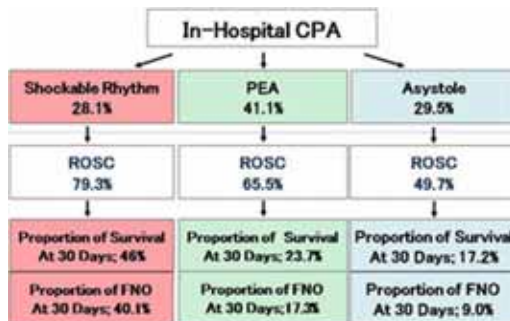 In-Hospital CPA
Shockable Rhythm
28.1%
PEA
41.1%
Asystole
29.5%
ROSC
79.3%
ROSC
65.5%
ROSC
49.7%
Proportion of Survival
At 30 Days; 46%
Proportion of Survival
At 30 Days; 23.7%
Proportion of Survival
At 30 Days; 17.2%
Proportion of FNO
At 30 Days; 40.1%
Proportion of FNO
At 30 Days;17.3%
Proportion of FNO
At 30 Days; 9.0%